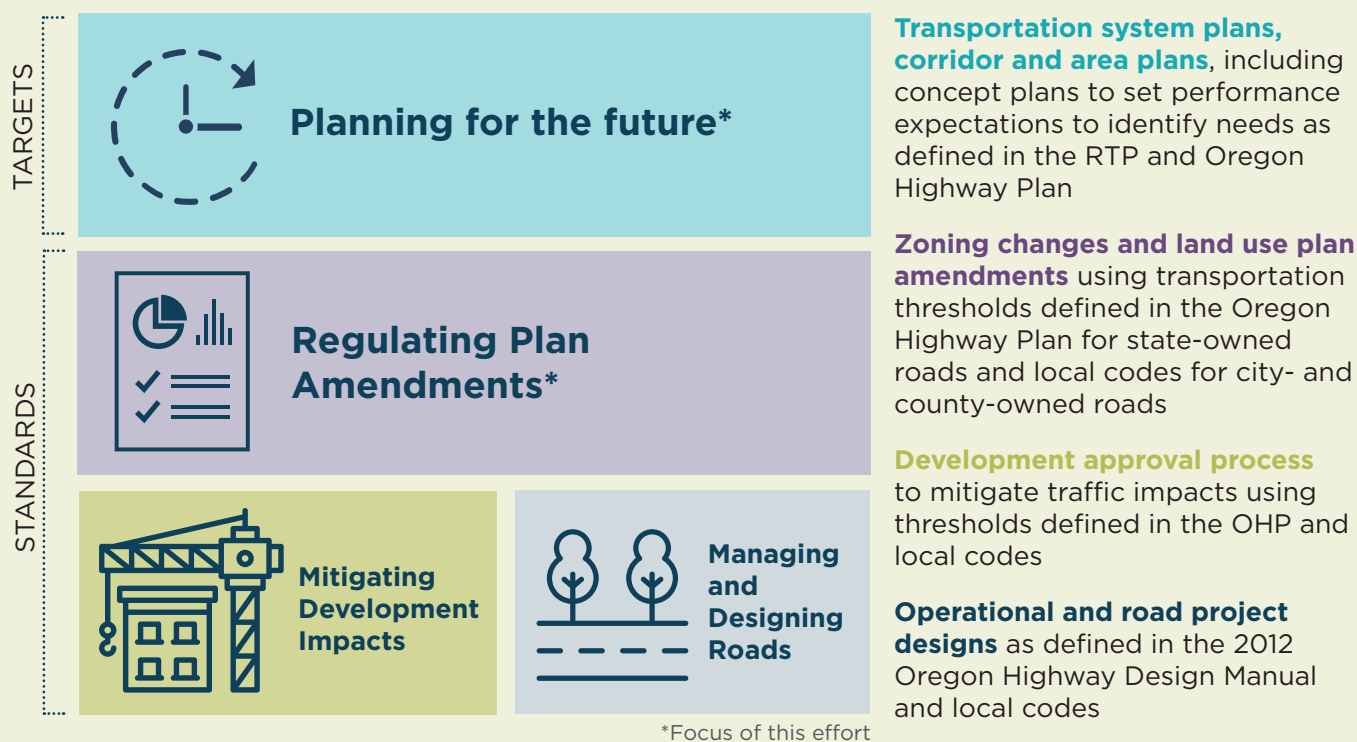 TARGETS
Planning for the future*
Transportation system plans,
corridor and area plans, including
concept plans to set performance
expectations to identify needs as
defined in the RTP and Oregon
Highway Plan
STANDARDS
Regulating Plan
Amendments*
Zoning changes and land use plan
amendments using transportation
thresholds defined in the Oregon
Highway Plan for state-owned
roads and local codes for city- and
county-owned roads
Mitigating
Development
Impacts
Development approval process
to mitigate traffic impacts using
thresholds defined in the OHP and
local codes
Managing
and
Designing
Roads
Operational and road project
designs as defined in the 2012
Oregon Highway Design Manual
and local codes
*Focus of this effort